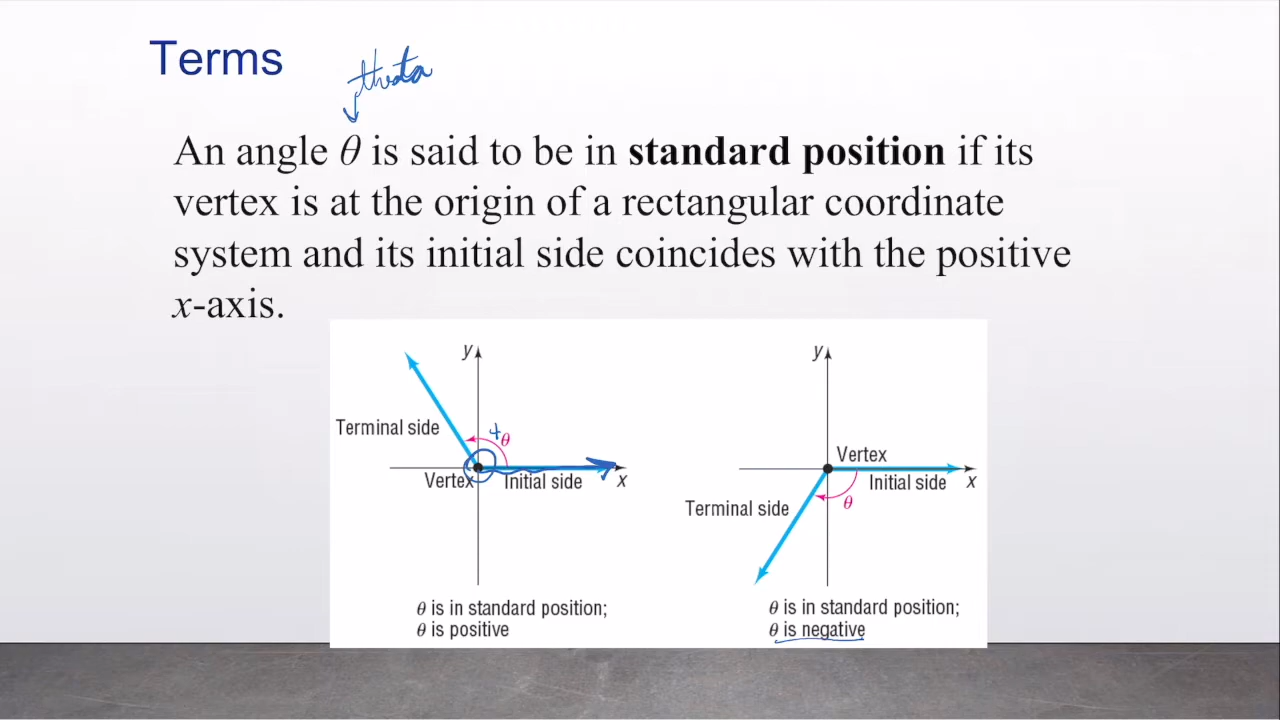 Terms
theta
An angle θ is said to be in standard position if its
vertex is at the origin of a rectangular coordinate
system and its initial side coincides with the positive
x-axis.
y
Terminal side
+
θ
Vertex
Initial side
x
θ is in standard position;
θ is positive
y
Vertex
Initial side
x
Terminal side
θ
θ is in standard position;
θ is negative